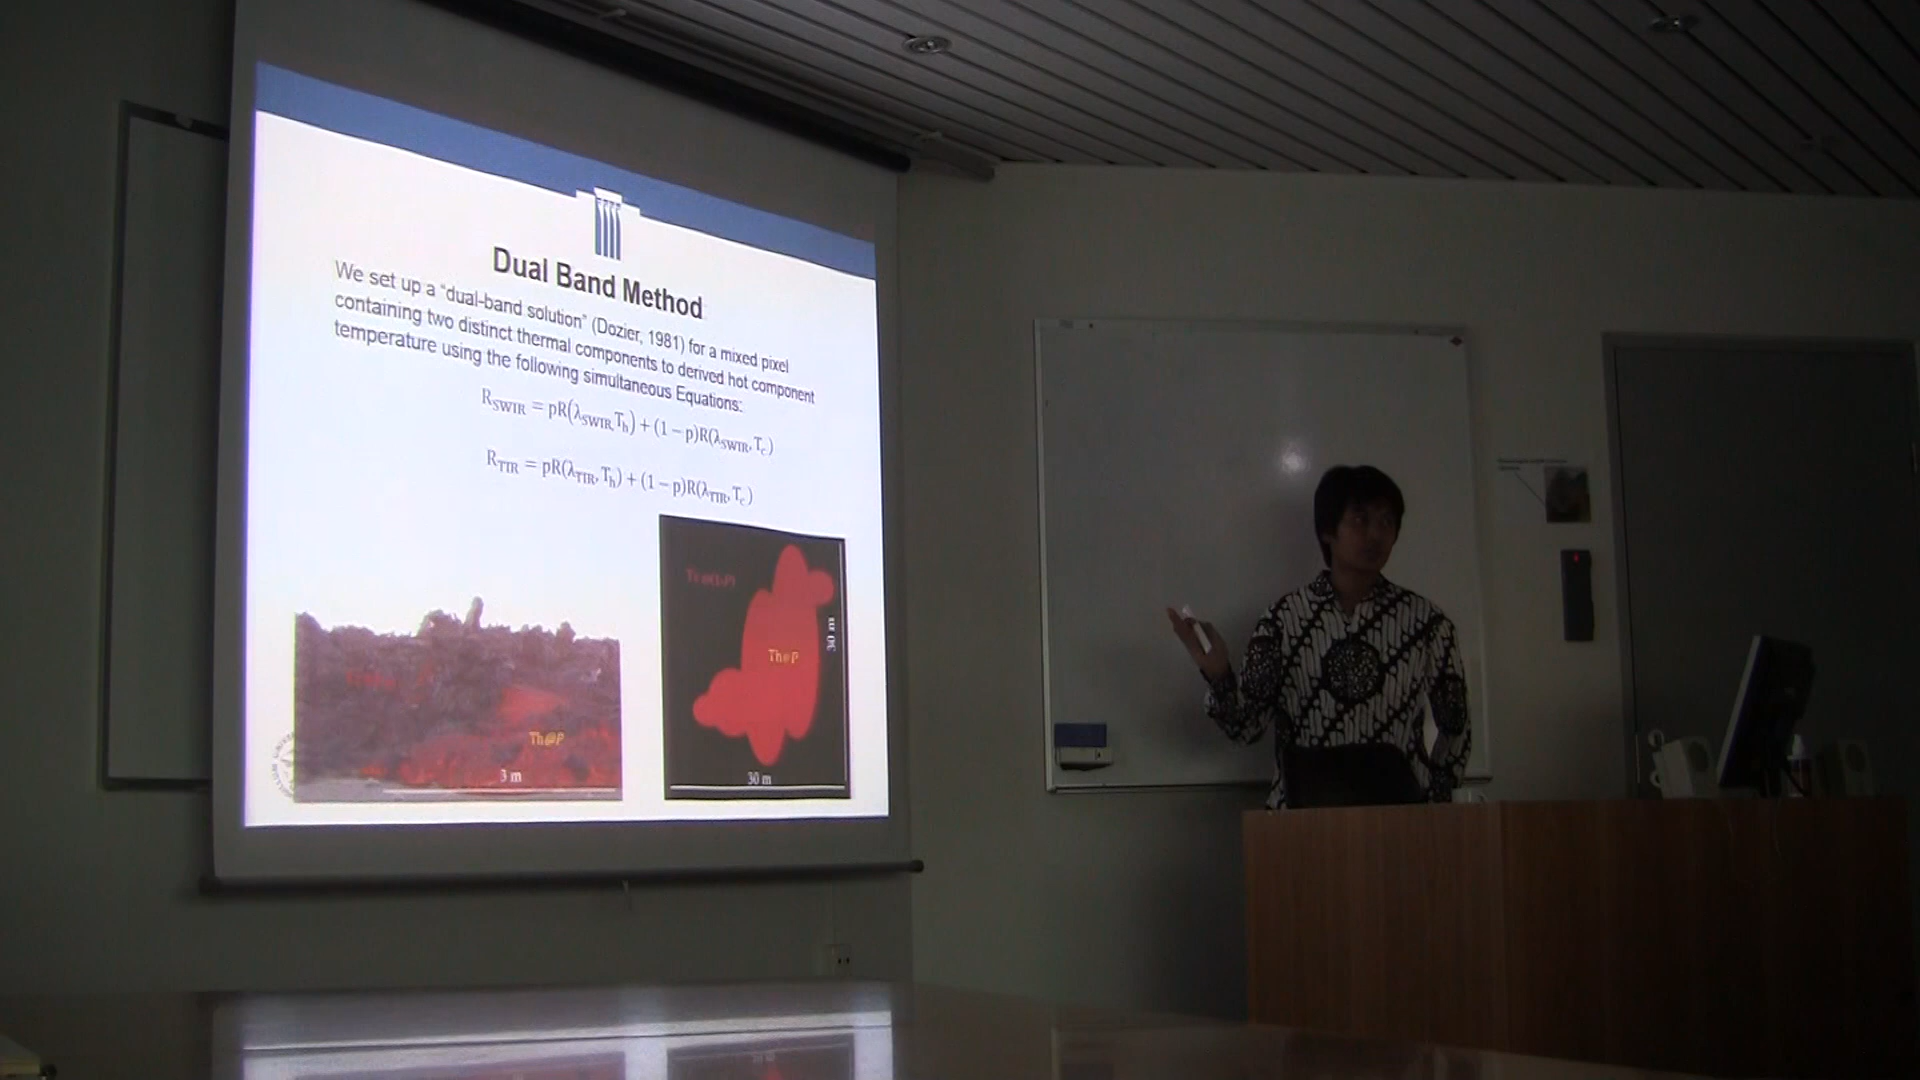 Dual Band Method
We set up a "dual-band solution" (Dozier, 1981) for a mixed pixel
containing two distinct thermal components to derived hot component
temperature using the following simultaneous Equations:
R_SWIR = pR(λ_SWIR, T_h) + (1 − p)R(λ_SWIR, T_c)
R_TIR = pR(λ_TIR, T_h) + (1 − p)R(λ_TIR, T_c)
Th@P
3 m
Th@P
30 m
30 m